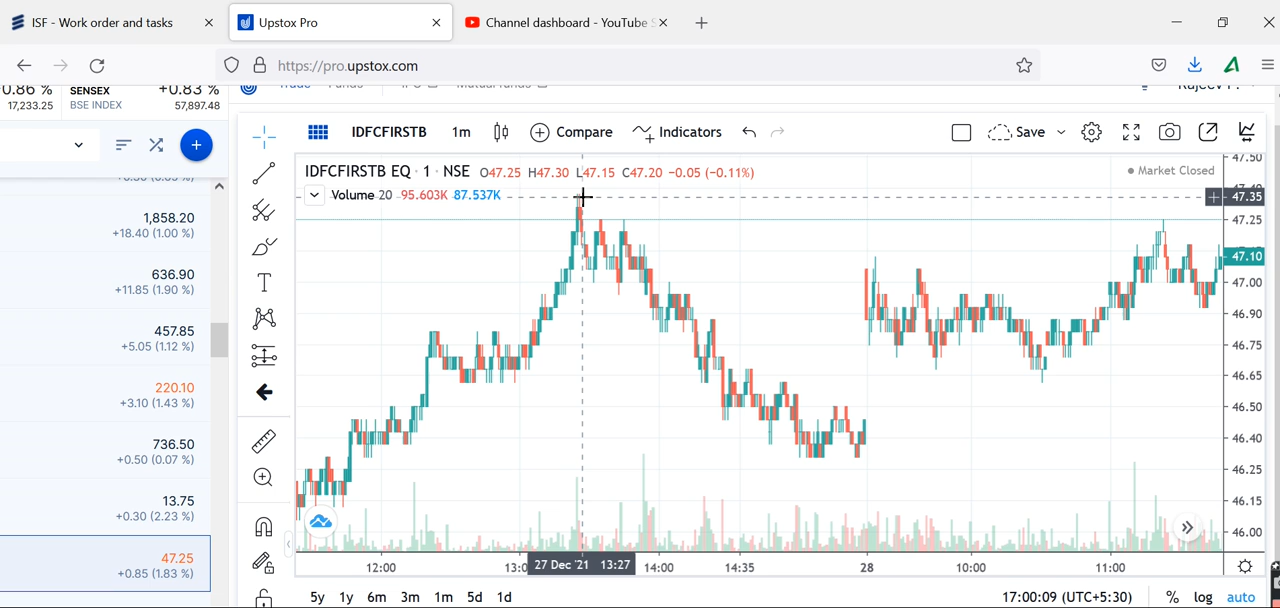 ISF - Work order and tasks
Upstox Pro
Channel dashboard - YouTube S
https://pro.upstox.com
+0.86 % SENSEX +0.83 %
17,233.25 BSE INDEX 57,897.48
1,858.20
+18.40 (1.00 %)
636.90
+11.85 (1.90 %)
457.85
+5.05 (1.12 %)
220.10
+3.10 (1.43 %)
736.50
+0.50 (0.07 %)
13.75
+0.30 (2.23 %)
47.25
+0.85 (1.83 %)
IDFCFIRSTB 1m Compare Indicators Save
IDFCFIRSTB EQ · 1 · NSE O47.25 H47.30 L47.15 C47.20 -0.05 (-0.11%)
Market Closed
Volume 20 95.603K 87.537K
47.50
47.35
47.25
47.10
47.00
46.90
46.75
46.65
46.50
46.40
46.25
46.15
46.00
12:00 13:0 27 Dec '21 13:27 14:00 14:35 28 10:00 11:00
5y 1y 6m 3m 1m 5d 1d 17:00:09 (UTC+5:30) % log auto